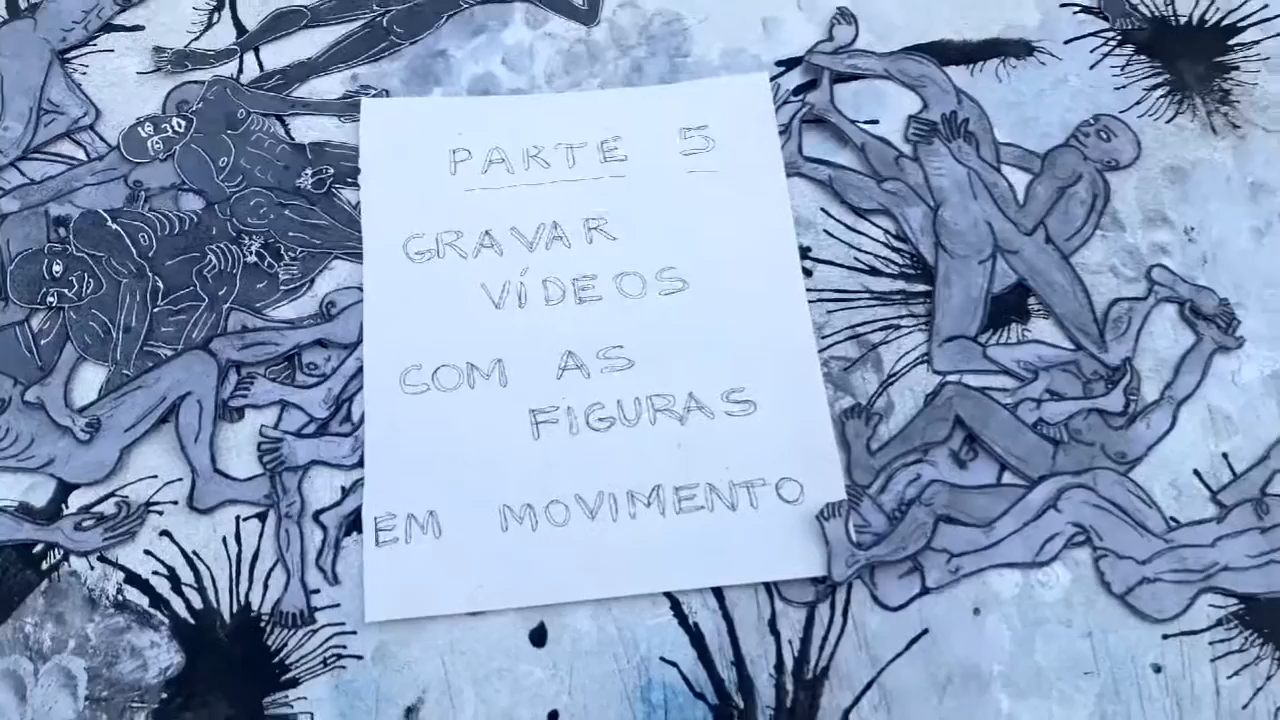 PARTE 5
GRAVAR
VÍDEOS
COM AS
FIGURAS
EM MOVIMENTO